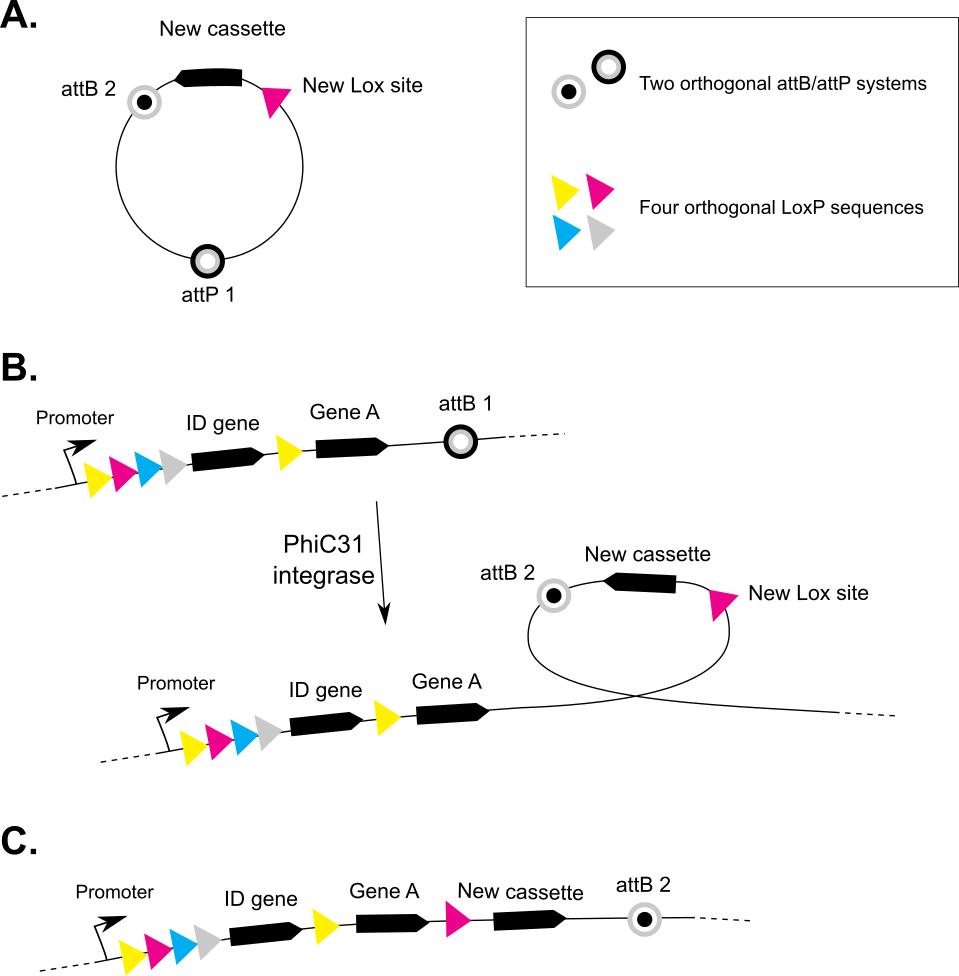 A.
New cassette
attB 2
New Lox site
attP 1
Two orthogonal attB/attP systems
Four orthogonal LoxP sequences
B.
Promoter
ID gene
Gene A
attB 1
PhiC31
integrase
New cassette
attB 2
New Lox site
Promoter
ID gene
Gene A
C.
Promoter
ID gene
Gene A
New cassette
attB 2